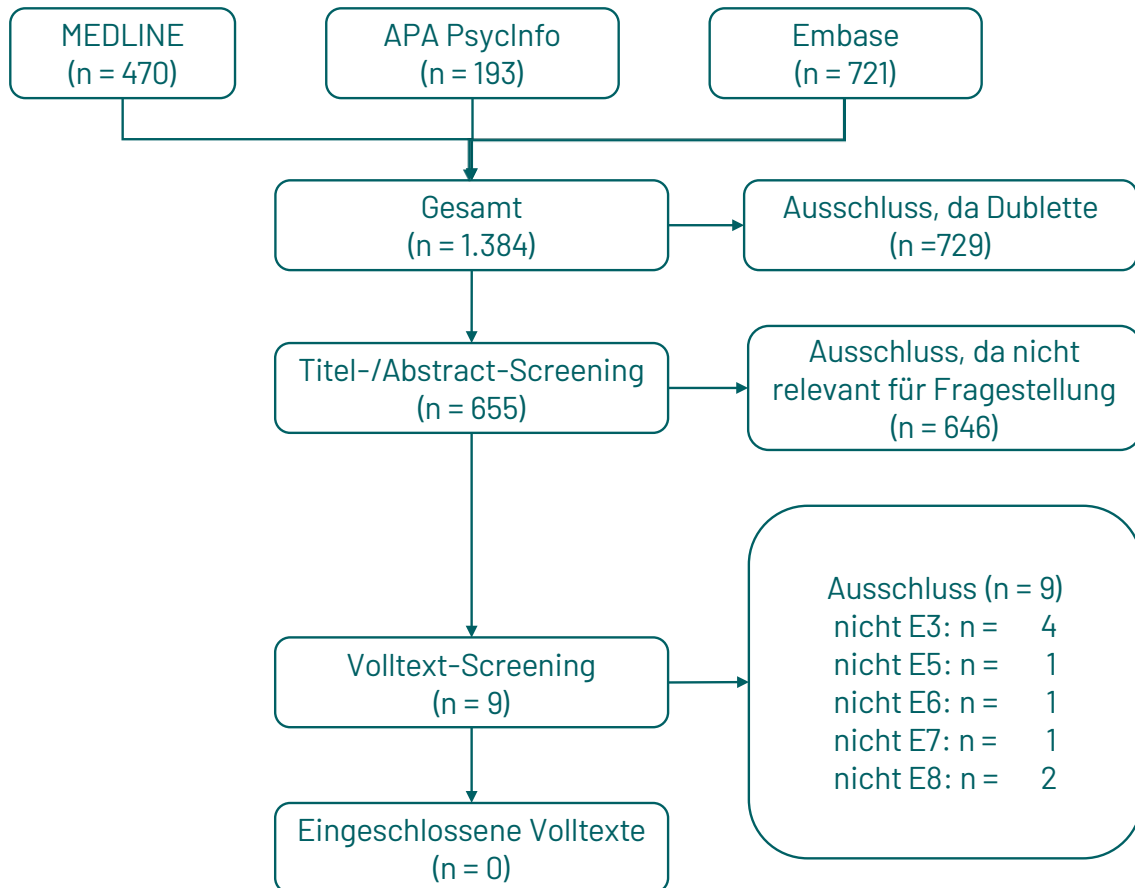 MEDLINE
(n = 470)
APA PsycInfo
(n = 193)
Embase
(n = 721)
Gesamt
(n = 1.384)
Ausschluss, da Dublette
(n =729)
Titel-/Abstract-Screening
(n = 655)
Ausschluss, da nicht
relevant für Fragestellung
(n = 646)
Volltext-Screening
(n = 9)
Ausschluss (n = 9)
nicht E3: n = 4
nicht E5: n = 1
nicht E6: n = 1
nicht E7: n = 1
nicht E8: n = 2
Eingeschlossene Volltexte
(n = 0)